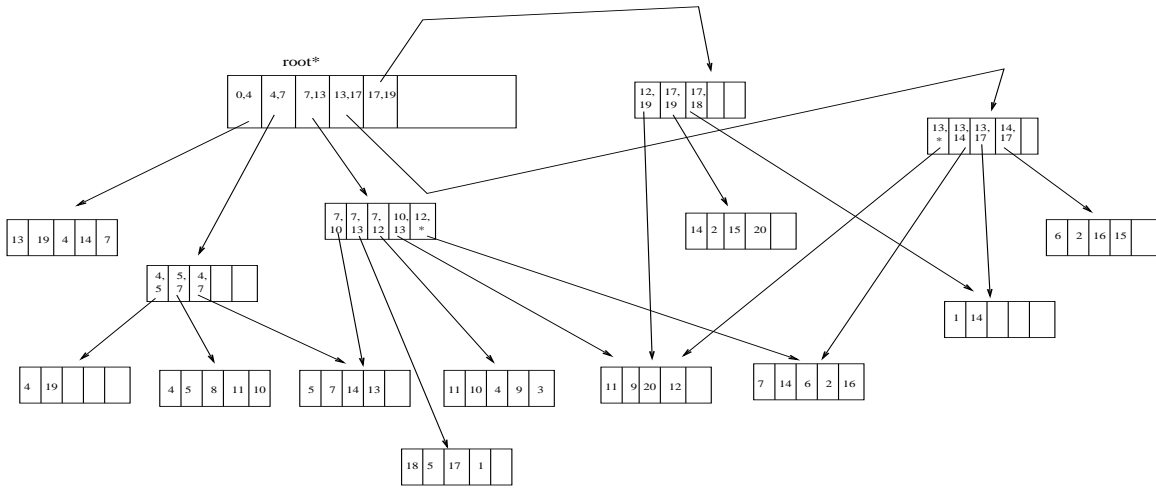 root*
0,4 4,7 7,13 13,17 17,19
12, 17, 17,
19 19 18
13, 13, 13, 14,
* 14 17 17
7, 7, 7, 10, 12,
10 13 12 13 *
13 19 4 14 7
14 2 15 20
6 2 16 15
4, 5, 4,
5 7 7
1 14
4 19
4 5 8 11 10
5 7 14 13
11 10 4 9 3
11 9 20 12
7 14 6 2 16
18 5 17 1